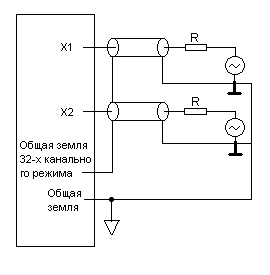 X1
R
X2
R
Общая земля
32-х канально
го режима
Общая
земля